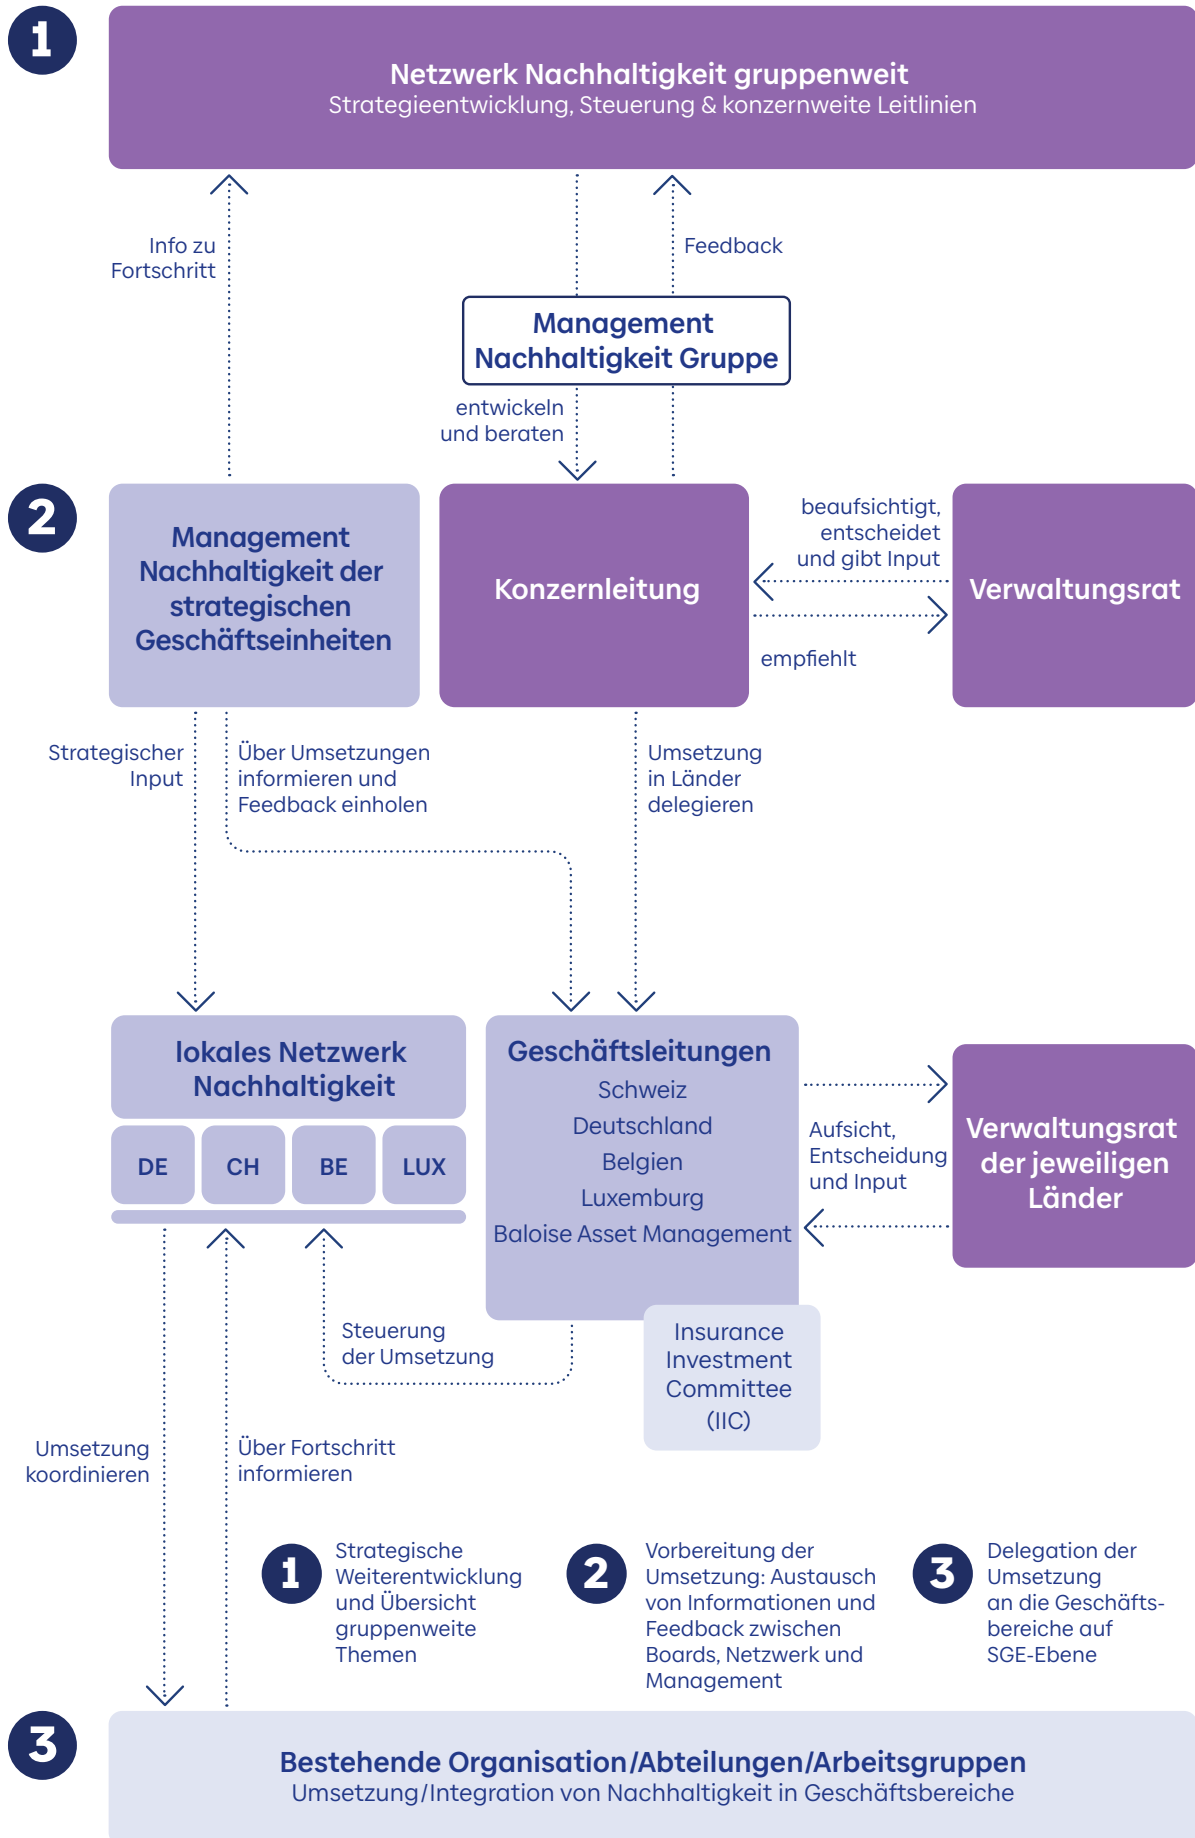 1
Netzwerk Nachhaltigkeit gruppenweit
Strategieentwicklung, Steuerung & konzernweite Leitlinien
Info zu
Fortschritt
Feedback
Management
Nachhaltigkeit Gruppe
entwickeln
und beraten
2
Management
Nachhaltigkeit der
strategischen
Geschäftseinheiten
Konzernleitung
beaufsichtigt,
entscheidet
und gibt Input
empfiehlt
Verwaltungsrat
Strategischer
Input
Über Umsetzungen
informieren und
Feedback einholen
Umsetzung
in Länder
delegieren
lokales Netzwerk
Nachhaltigkeit
DE
CH
BE
LUX
Geschäftsleitungen
Schweiz
Deutschland
Belgien
Luxemburg
Baloise Asset Management
Aufsicht,
Entscheidung
und Input
Verwaltungsrat
der jeweiligen
Länder
Steuerung
der Umsetzung
Insurance
Investment
Committee
(IIC)
Umsetzung
koordinieren
Über Fortschritt
informieren
1
Strategische
Weiterentwicklung
und Übersicht
gruppenweite
Themen
2
Vorbereitung der
Umsetzung: Austausch
von Informationen und
Feedback zwischen
Boards, Netzwerk und
Management
3
Delegation der
Umsetzung
an die Geschäfts-
bereiche auf
SGE-Ebene
3
Bestehende Organisation/Abteilungen/Arbeitsgruppen
Umsetzung/Integration von Nachhaltigkeit in Geschäftsbereiche